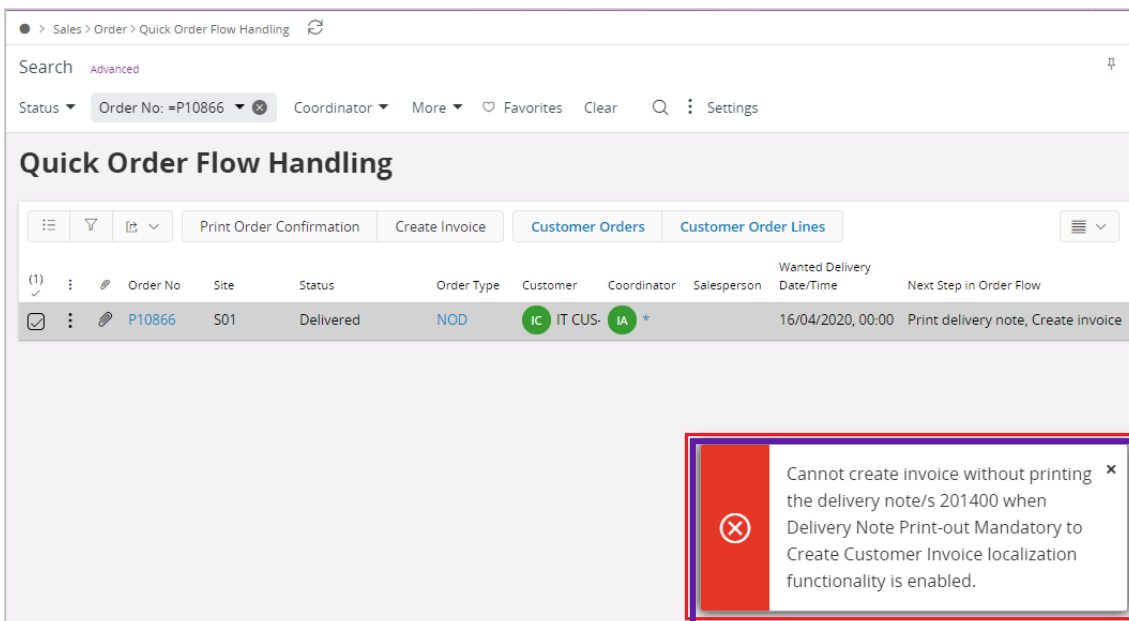 > Sales > Order > Quick Order Flow Handling
Search Advanced
Status Order No: =P10866 Coordinator More Favorites Clear Settings
Quick Order Flow Handling
Print Order Confirmation Create Invoice Customer Orders Customer Order Lines
(1) Order No Site Status Order Type Customer Coordinator Salesperson Wanted Delivery Date/Time Next Step in Order Flow
P10866 S01 Delivered NOD IC IT CUS- IA * 16/04/2020, 00:00 Print delivery note, Create invoice
Cannot create invoice without printing
the delivery note/s 201400 when
Delivery Note Print-out Mandatory to
Create Customer Invoice localization
functionality is enabled.